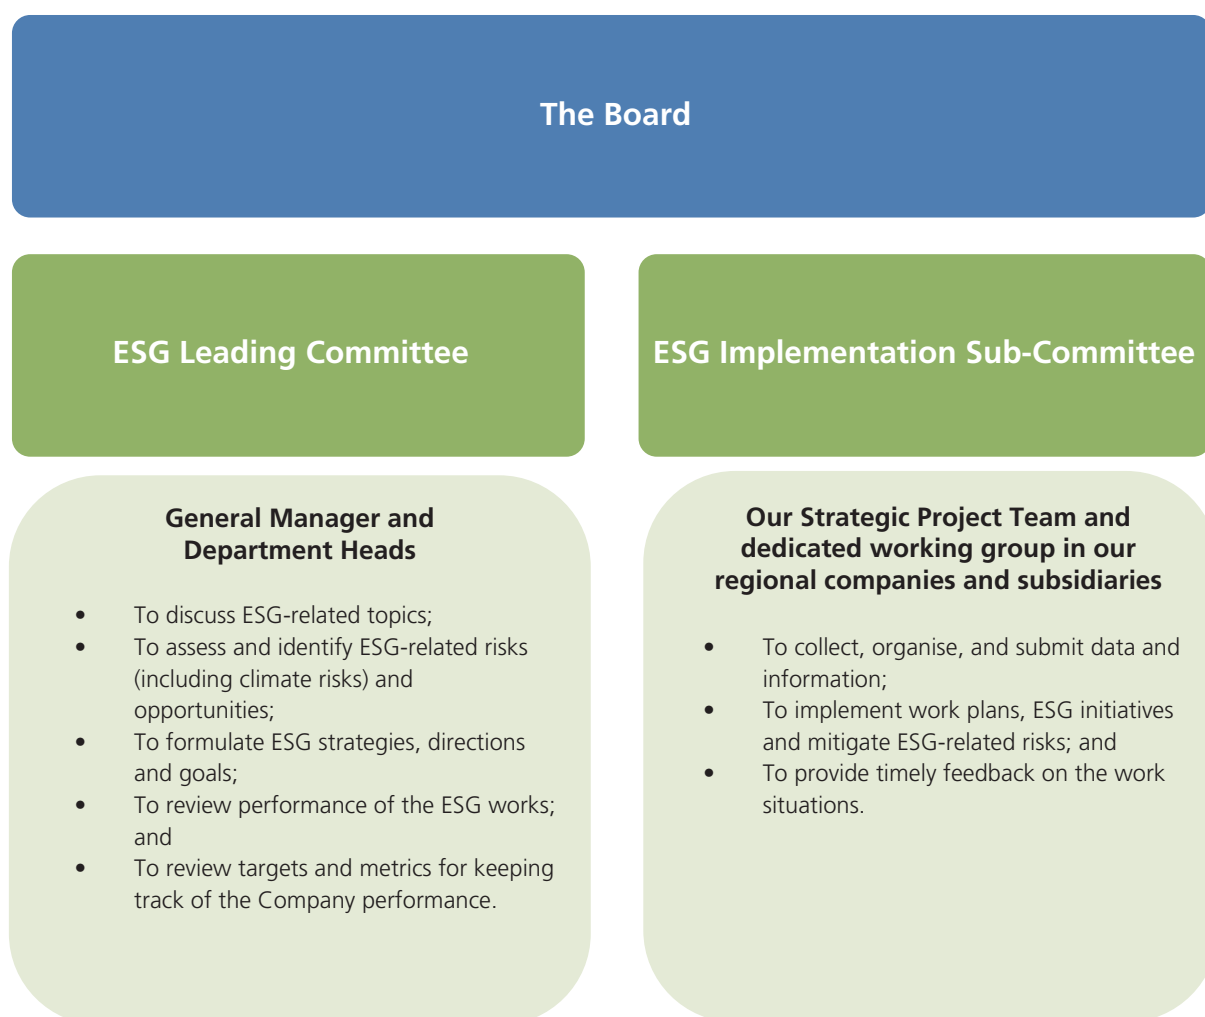 The Board
ESG Leading Committee
ESG Implementation Sub-Committee
General Manager and
Department Heads
• To discuss ESG-related topics;
• To assess and identify ESG-related risks
(including climate risks) and
opportunities;
• To formulate ESG strategies, directions
and goals;
• To review performance of the ESG works;
and
• To review targets and metrics for keeping
track of the Company performance.
Our Strategic Project Team and
dedicated working group in our
regional companies and subsidiaries
• To collect, organise, and submit data and
information;
• To implement work plans, ESG initiatives
and mitigate ESG-related risks; and
• To provide timely feedback on the work
situations.